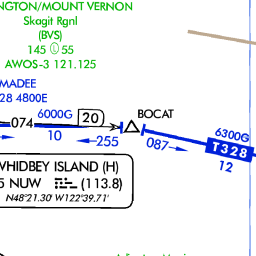 NGTON/MOUNT VERNON
Skagit Rgnl
(BVS)
145 Ⓛ 55
AWOS-3 121.125
MADEE
28 4800E
6000G
20
BOCAT
074
10
255
087
6300G
T328
12
WHIDBEY ISLAND (H)
5 NUW (113.8)
N48°21.30' W122°39.71'